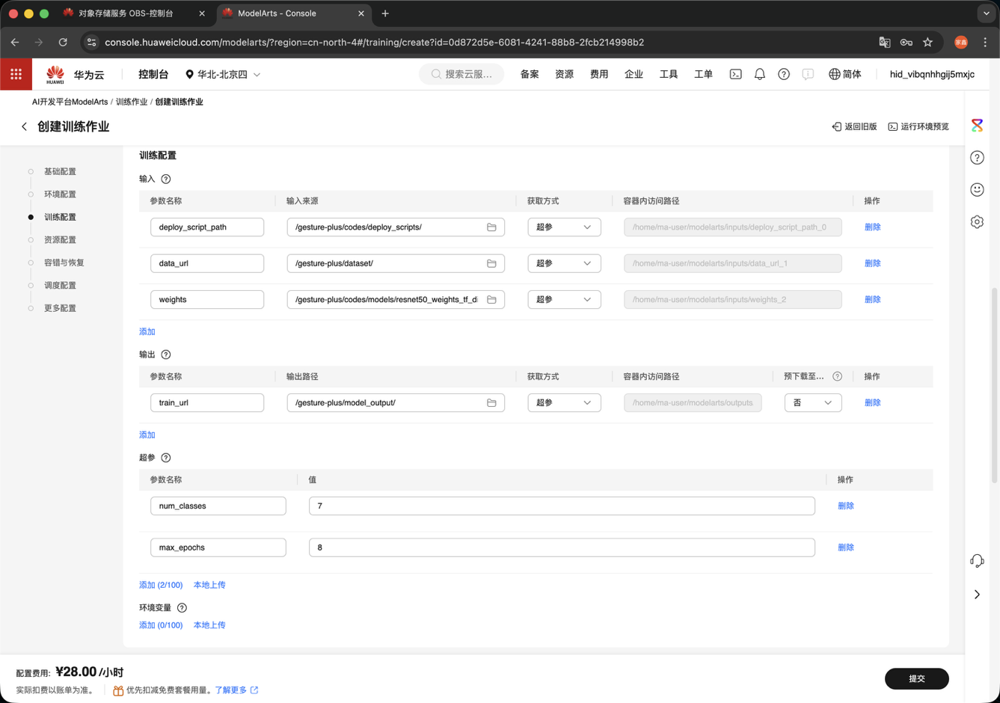 对象存储服务 OBS-控制台
ModelArts - Console
console.huaweicloud.com/modelarts/?region=cn-north-4#/training/create?id=0d872d5e-6081-4241-88b8-2fcb214998b2
家鑫
HUAWEI
华为云
控制台
华北-北京四
搜索云服...
备案
资源
费用
企业
工具
工单
简体
hid_vibqnhhgij5mxjc
AI开发平台ModelArts / 训练作业 / 创建训练作业
创建训练作业
返回旧版
运行环境预览
基础配置
环境配置
训练配置
资源配置
容错与恢复
调度配置
更多配置
训练配置
输入
参数名称 输入来源 获取方式 容器内访问路径 操作
deploy_script_path /gesture-plus/codes/deploy_scripts/ 超参 /home/ma-user/modelarts/inputs/deploy_script_path_0 删除
data_url /gesture-plus/dataset/ 超参 /home/ma-user/modelarts/inputs/data_url_1 删除
weights /gesture-plus/codes/models/resnet50_weights_tf_di 超参 /home/ma-user/modelarts/inputs/weights_2 删除
添加
输出
参数名称 输出路径 获取方式 容器内访问路径 预下载至... 操作
train_url /gesture-plus/model_output/ 超参 /home/ma-user/modelarts/outputs 否 删除
添加
超参
参数名称 值 操作
num_classes 7 删除
max_epochs 8 删除
添加 (2/100) 本地上传
环境变量
添加 (0/100) 本地上传
配置费用: ¥28.00 /小时
实际扣费以账单为准。 优先扣减免费套餐用量。了解更多
提交